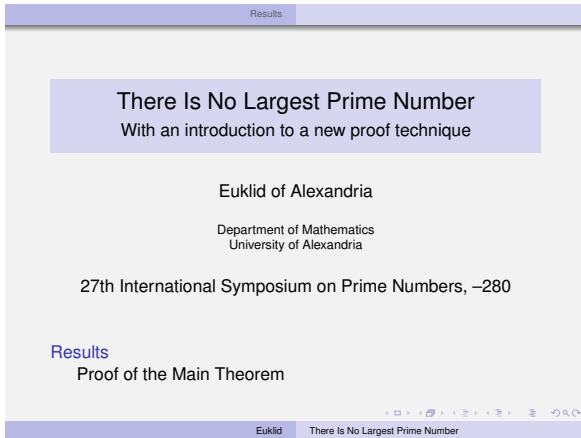 Results
There Is No Largest Prime Number
With an introduction to a new proof technique
Euklid of Alexandria
Department of Mathematics
University of Alexandria
27th International Symposium on Prime Numbers, –280
Results
Proof of the Main Theorem
Euklid There Is No Largest Prime Number